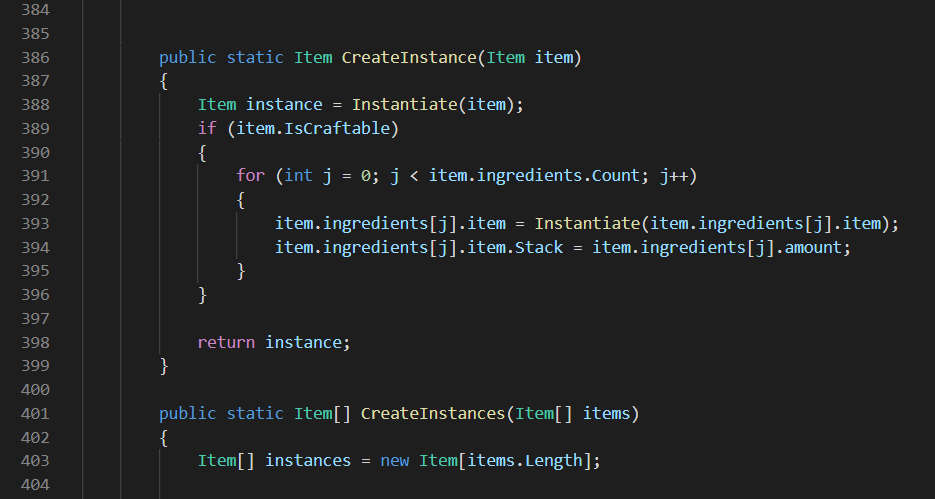 384
385
386 public static Item CreateInstance(Item item)
387 {
388 Item instance = Instantiate(item);
389 if (item.IsCraftable)
390 {
391 for (int j = 0; j < item.ingredients.Count; j++)
392 {
393 item.ingredients[j].item = Instantiate(item.ingredients[j].item);
394 item.ingredients[j].item.Stack = item.ingredients[j].amount;
395 }
396 }
397
398 return instance;
399 }
400
401 public static Item[] CreateInstances(Item[] items)
402 {
403 Item[] instances = new Item[items.Length];
404